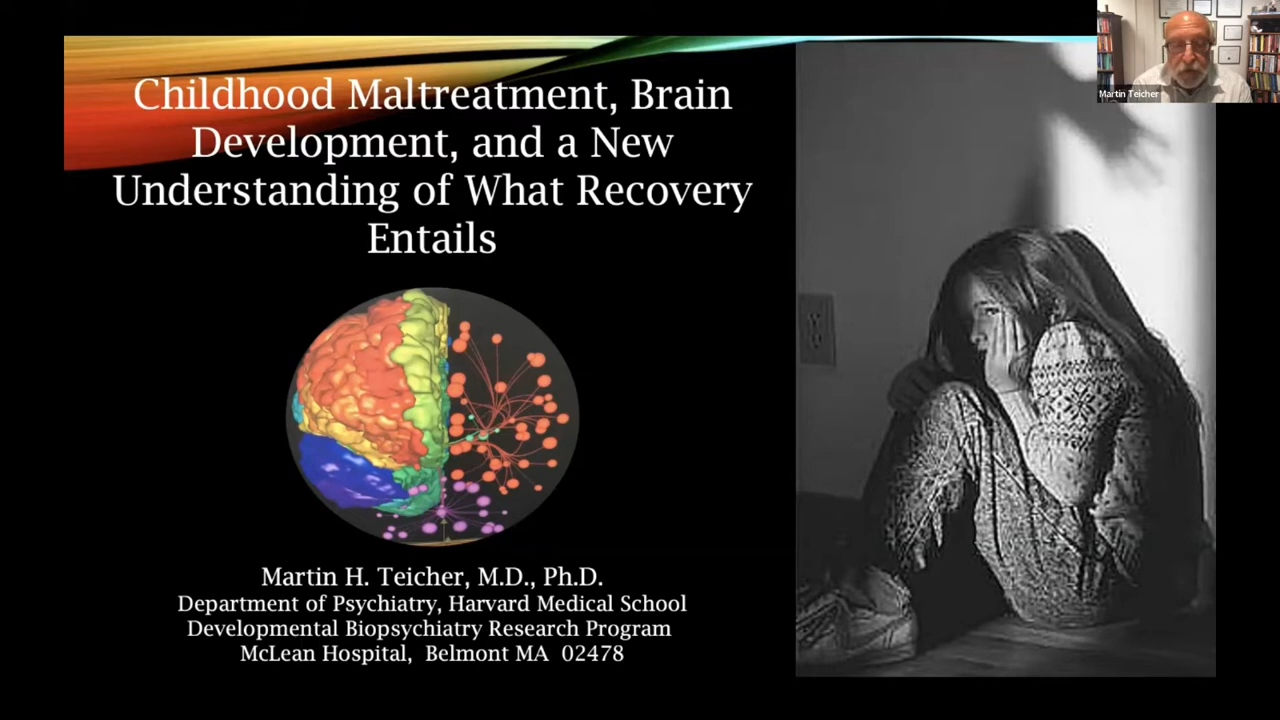 Childhood Maltreatment, Brain
Development, and a New
Understanding of What Recovery
Entails
Martin H. Teicher, M.D., Ph.D.
Department of Psychiatry, Harvard Medical School
Developmental Biopsychiatry Research Program
McLean Hospital, Belmont MA 02478
Martin Teicher